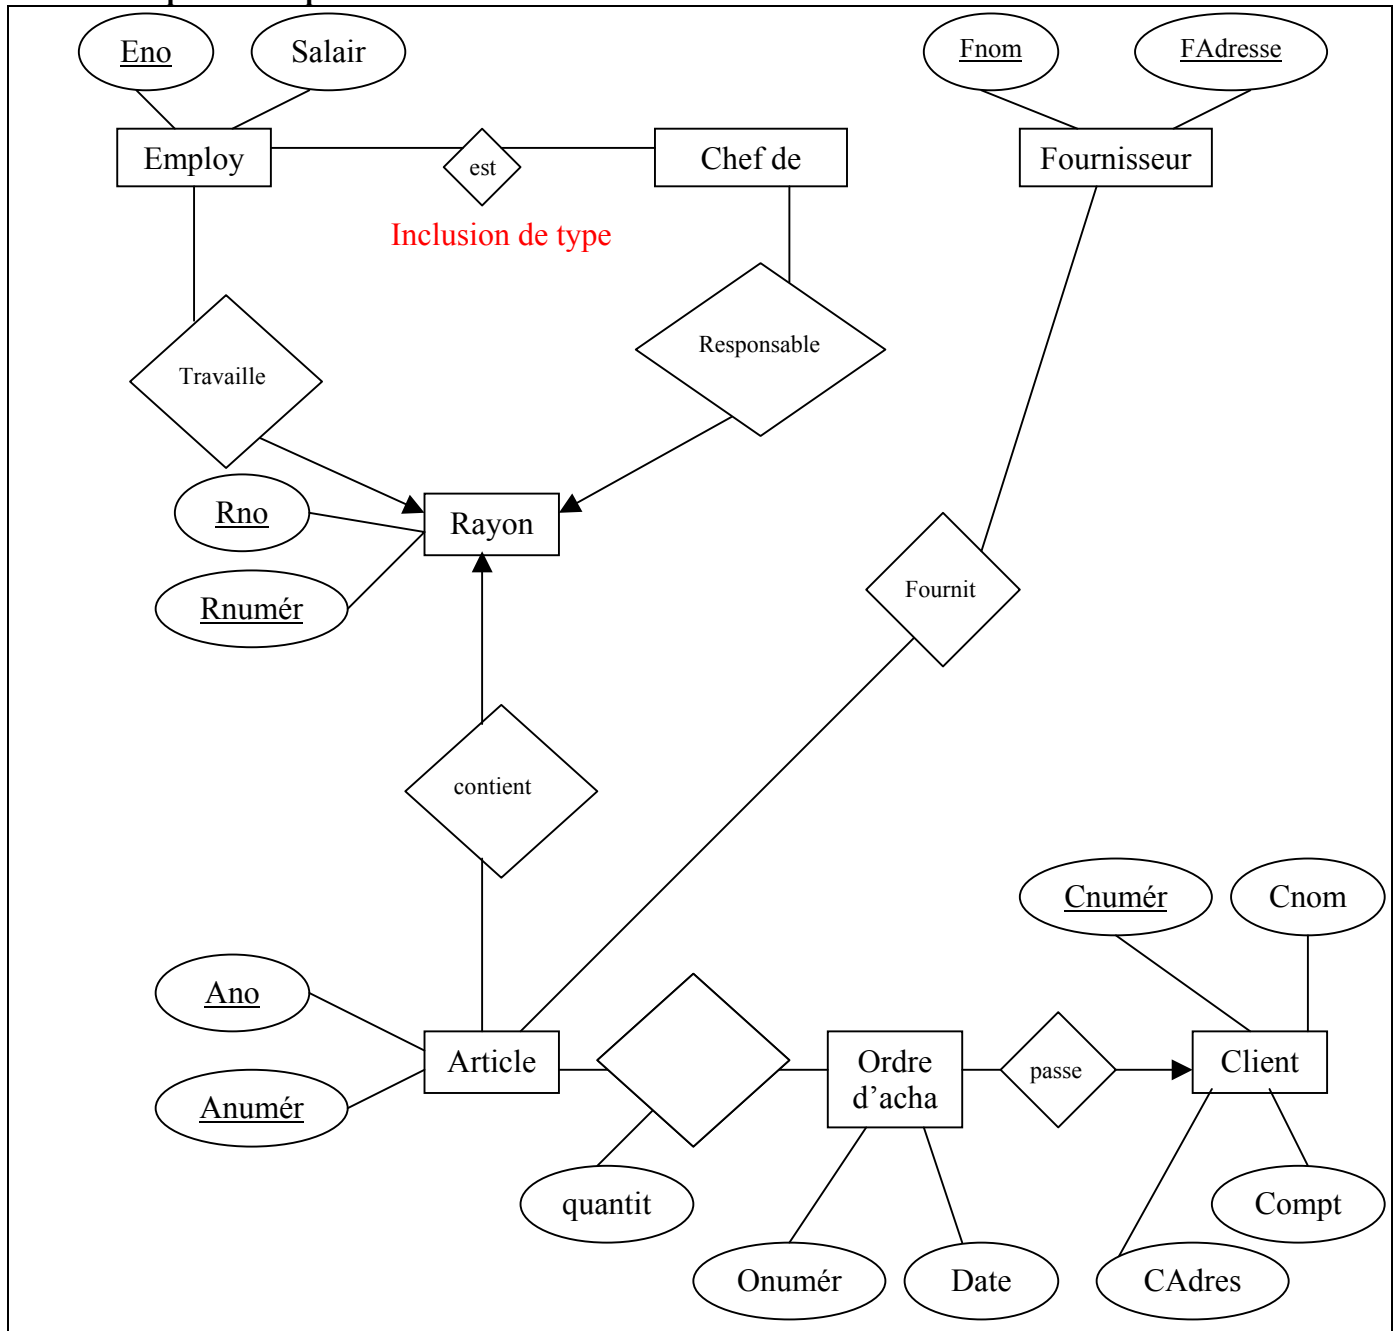 Eno
Salair
Fnom
FAdresse
Employ
est
Chef de
Fournisseur
Inclusion de type
Travaille
Responsable
Rno
Rayon
Rnumér
Fournit
contient
Cnumér
Cnom
Ano
Article
Ordre
d'acha
passe
Client
Anumér
quantit
Compt
Onumér
Date
CAdres